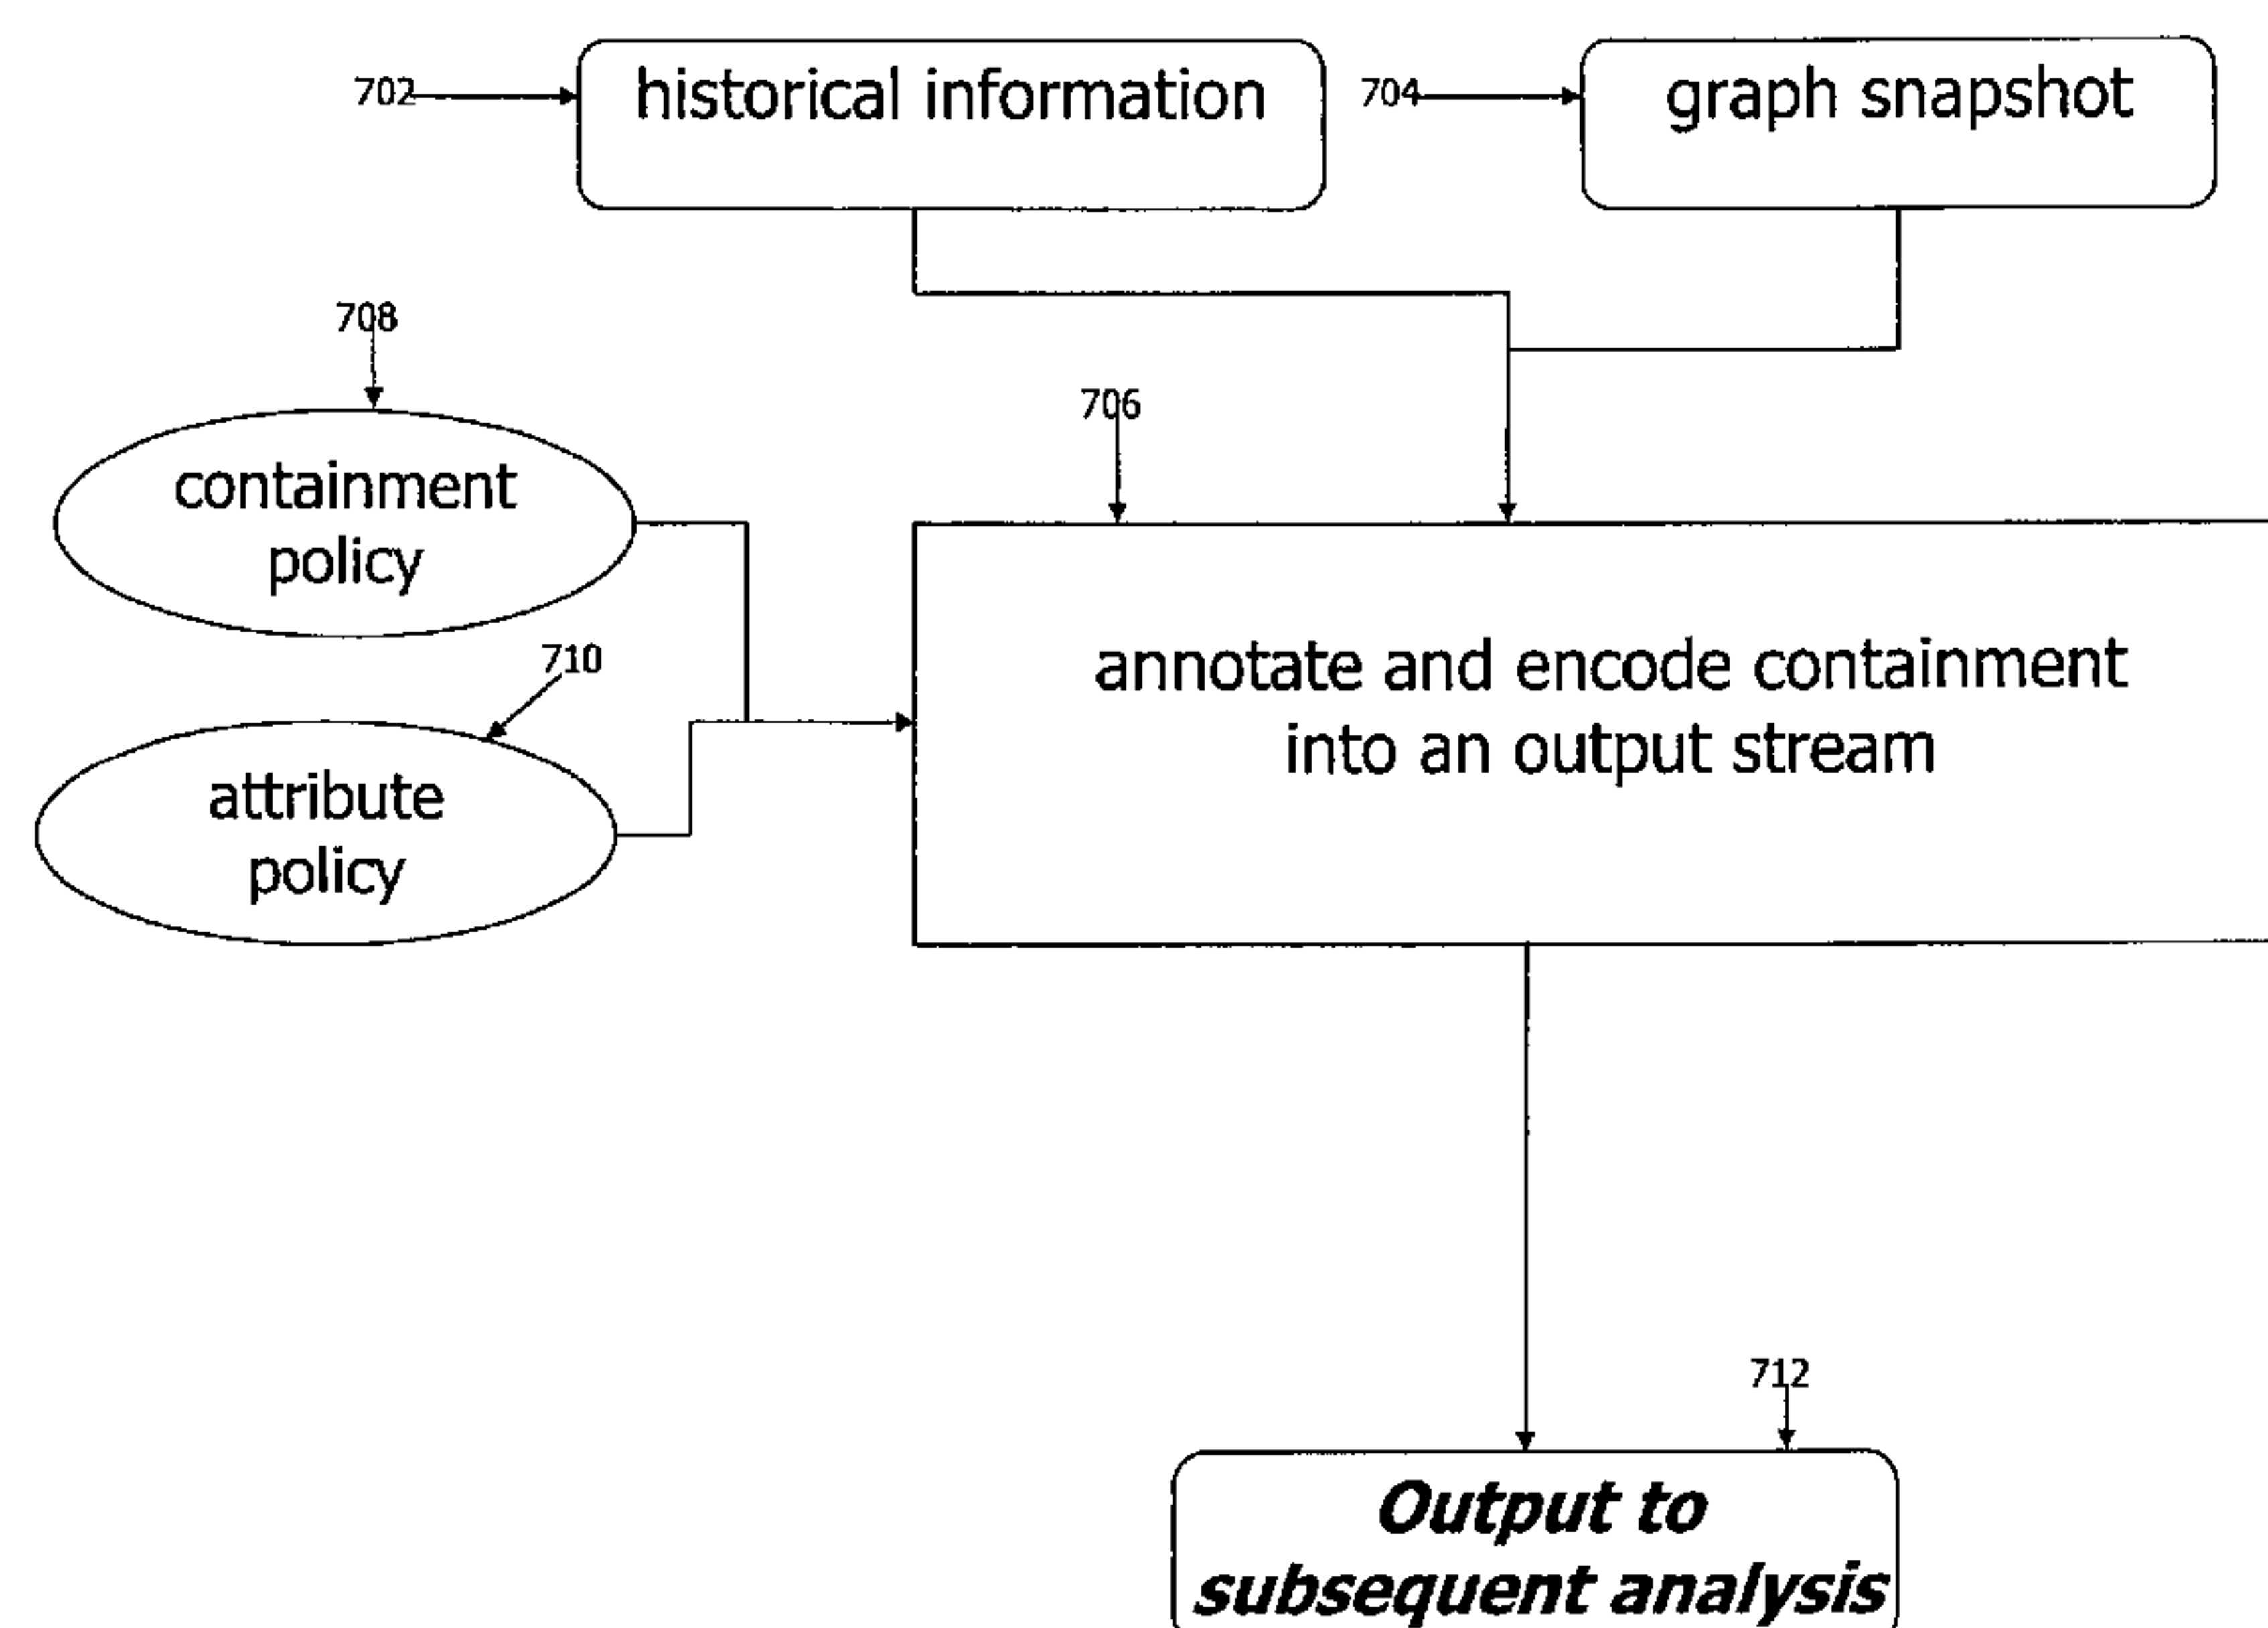 702
historical information
704
graph snapshot
708
706
containment
policy
710
annotate and encode containment
into an output stream
attribute
policy
712
Output to
subsequent analysis